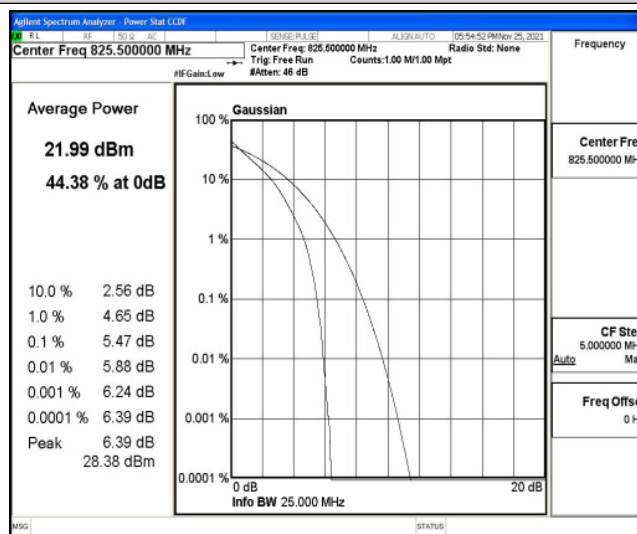 Agilent Spectrum Analyzer - Power Stat CCDF
RL RF 50 Ω AC SENSE:PULSE ALIGNAUTO 05:54:52 PM Nov 25, 2021
Center Freq 825.500000 MHz
Center Freq: 825.500000 MHz Radio Std: None
Trig: Free Run Counts:1.00 M/1.00 Mpt
#IFGain:Low #Atten: 46 dB
Frequency
Average Power
21.99 dBm
44.38 % at 0dB
10.0 % 2.56 dB
1.0 % 4.65 dB
0.1 % 5.47 dB
0.01 % 5.88 dB
0.001 % 6.24 dB
0.0001 % 6.39 dB
Peak 6.39 dB
28.38 dBm
Gaussian
100 %
10 %
1 %
0.1 %
0.01 %
0.001 %
0.0001 %
0 dB 20 dB
Info BW 25.000 MHz
Center Fre
825.500000 MH
CF Ste
5.000000 MH
Auto Ma
Freq Offse
0 H
MSG STATUS